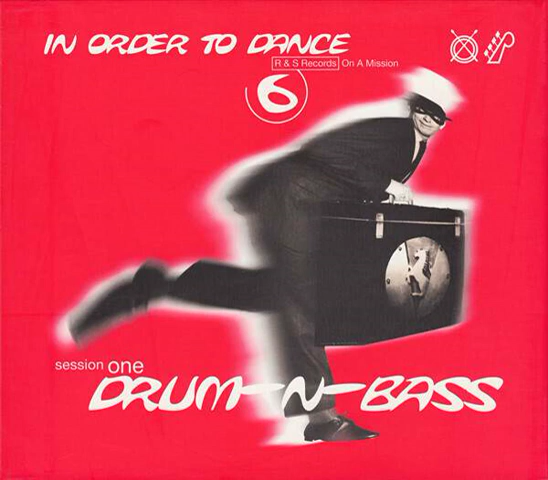 IN ORDER TO DANCE
R & S Records On A Mission
6
session one
DRUM-N-BASS